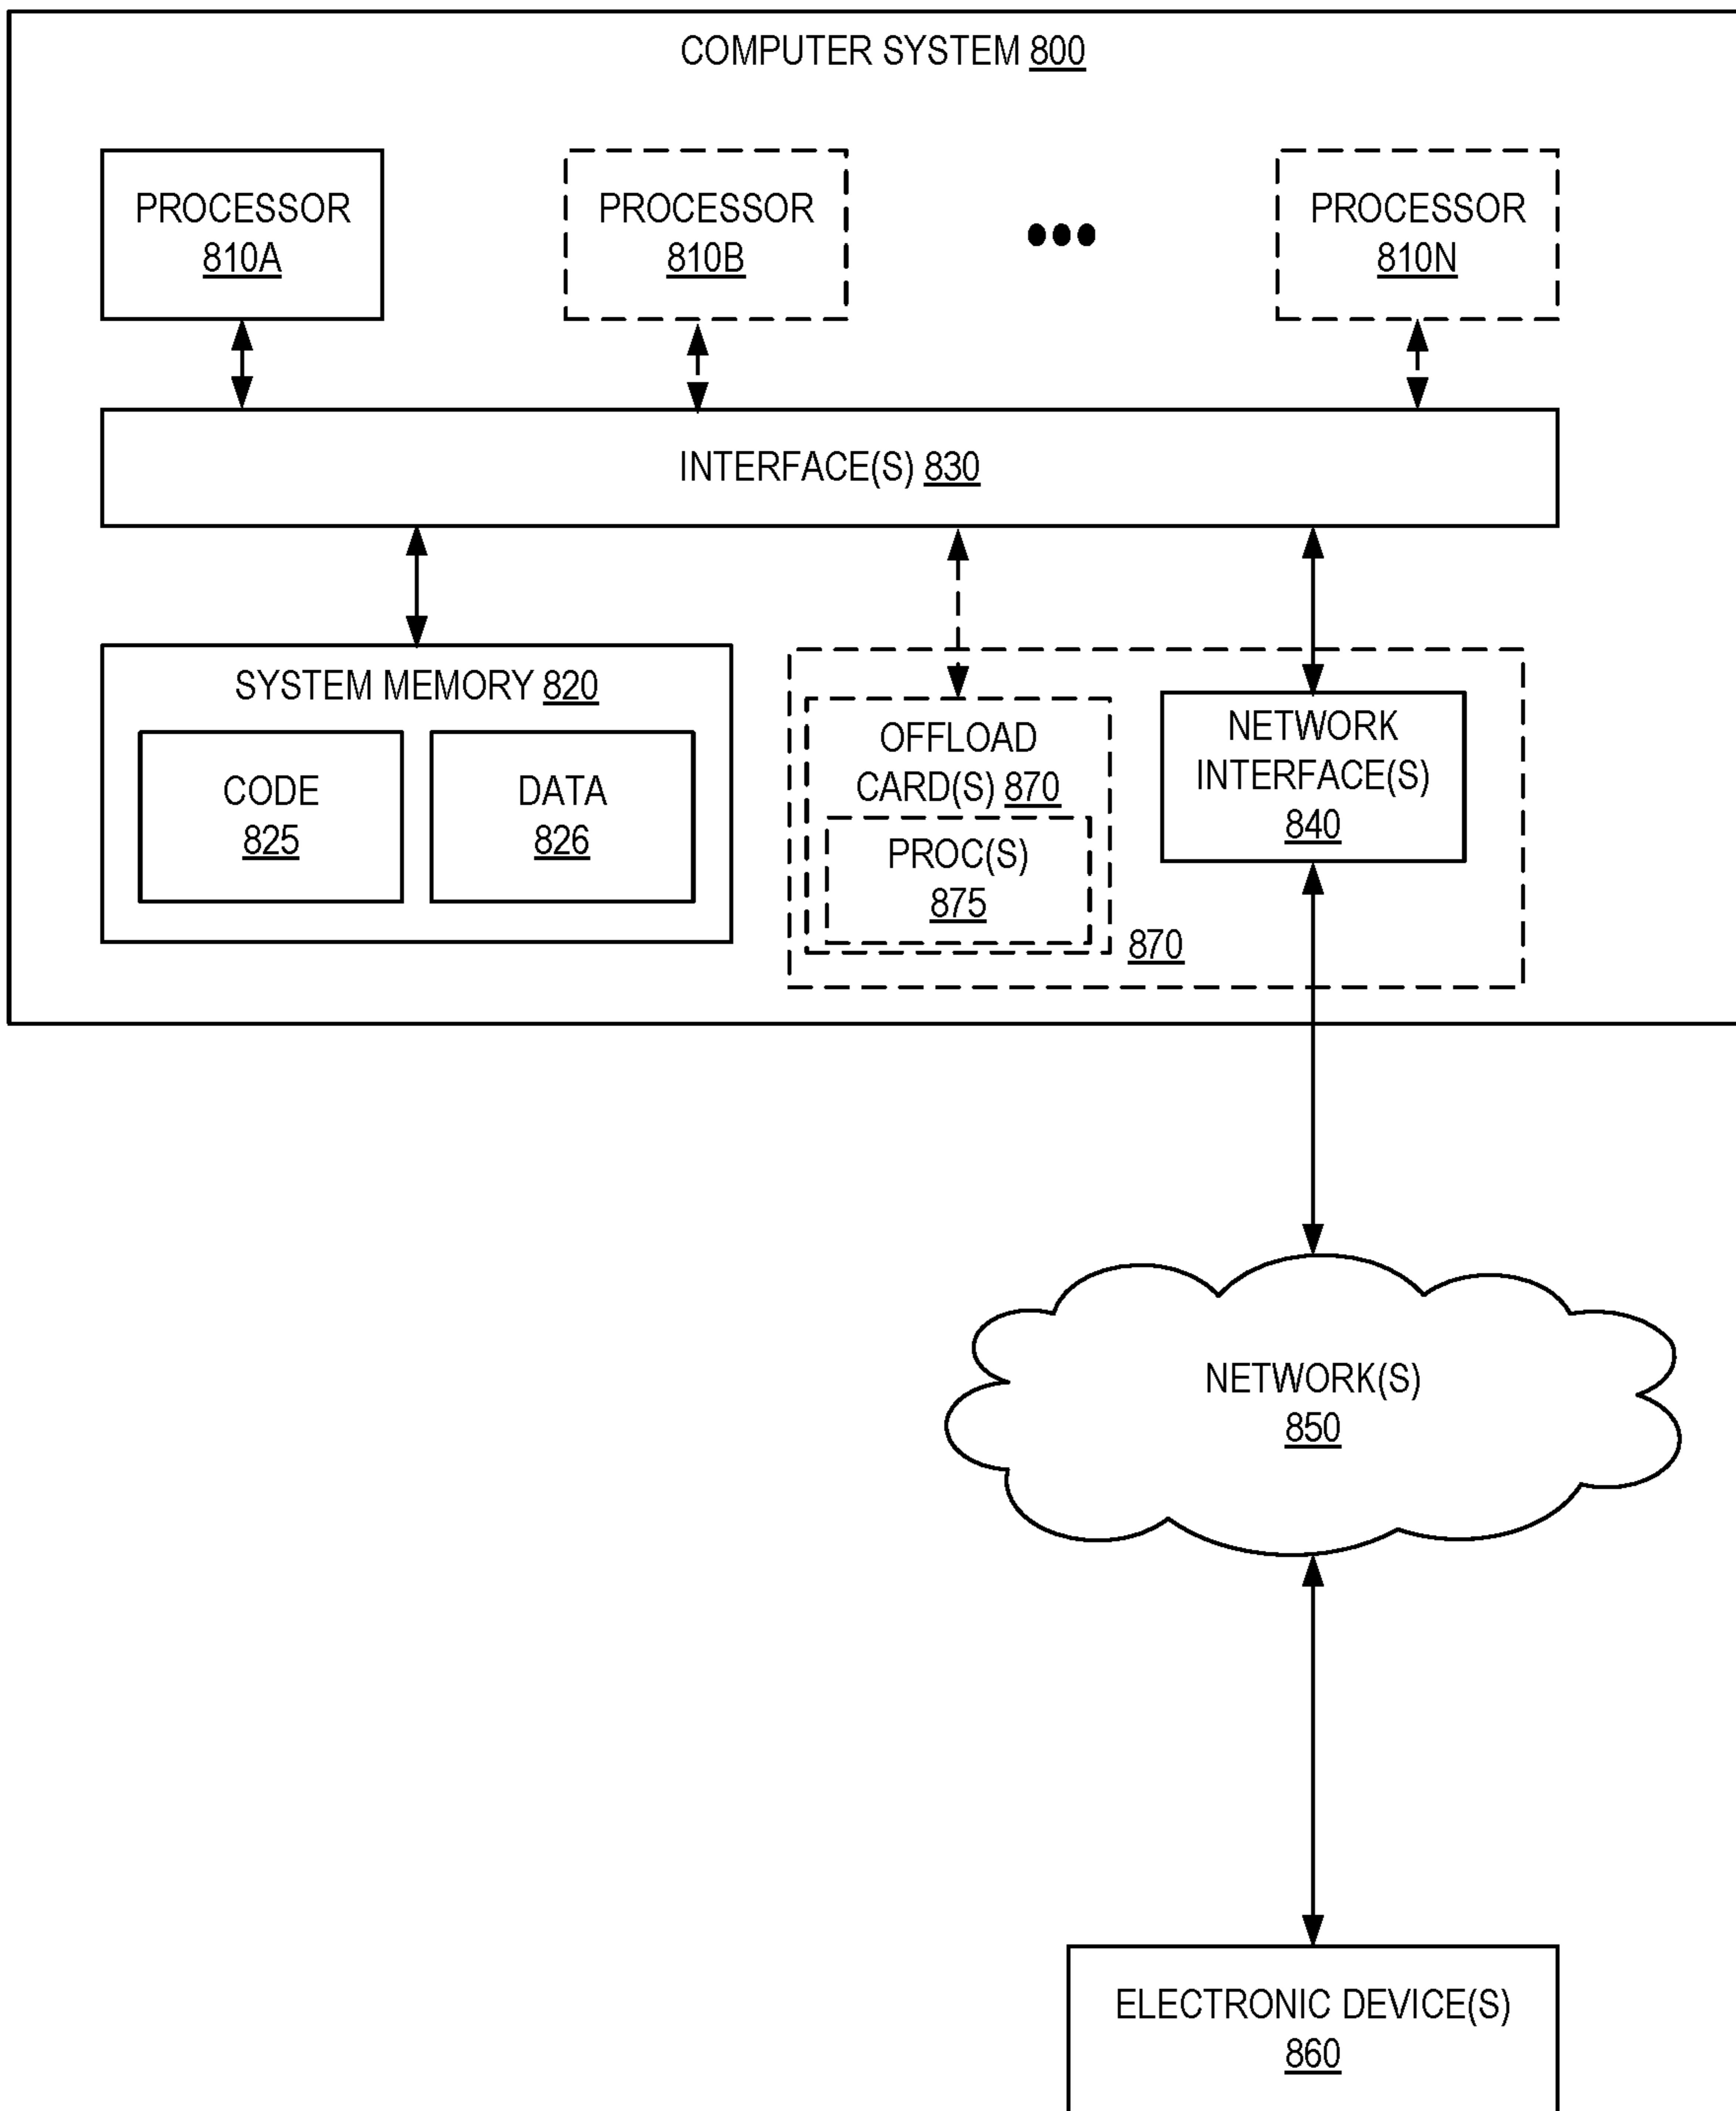 COMPUTER SYSTEM 800
PROCESSOR
810A
PROCESSOR
810B
PROCESSOR
810N
INTERFACE(S) 830
SYSTEM MEMORY 820
CODE
825
DATA
826
OFFLOAD
CARD(S) 870
PROC(S)
875
870
NETWORK
INTERFACE(S)
840
NETWORK(S)
850
ELECTRONIC DEVICE(S)
860